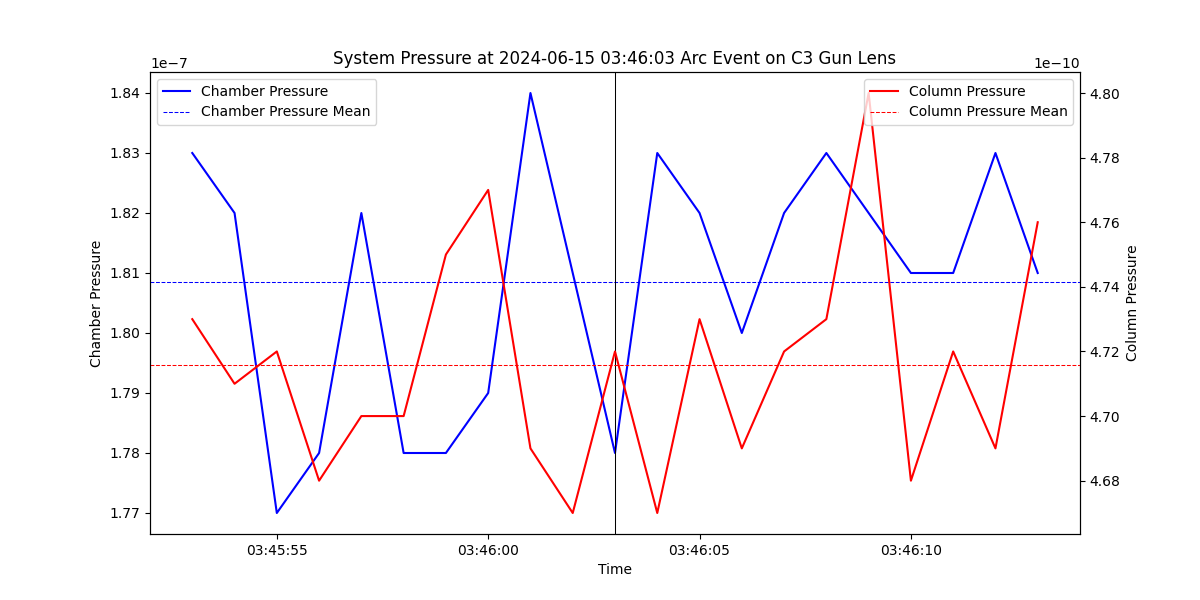 System Pressure at 2024-06-15 03:46:03 Arc Event on C3 Gun Lens
1e−7
1e−10
Chamber Pressure
Chamber Pressure Mean
Column Pressure
Column Pressure Mean
1.84
1.83
1.82
1.81
1.80
1.79
1.78
1.77
Chamber Pressure
4.80
4.78
4.76
4.74
4.72
4.70
4.68
Column Pressure
03:45:55
03:46:00
03:46:05
03:46:10
Time